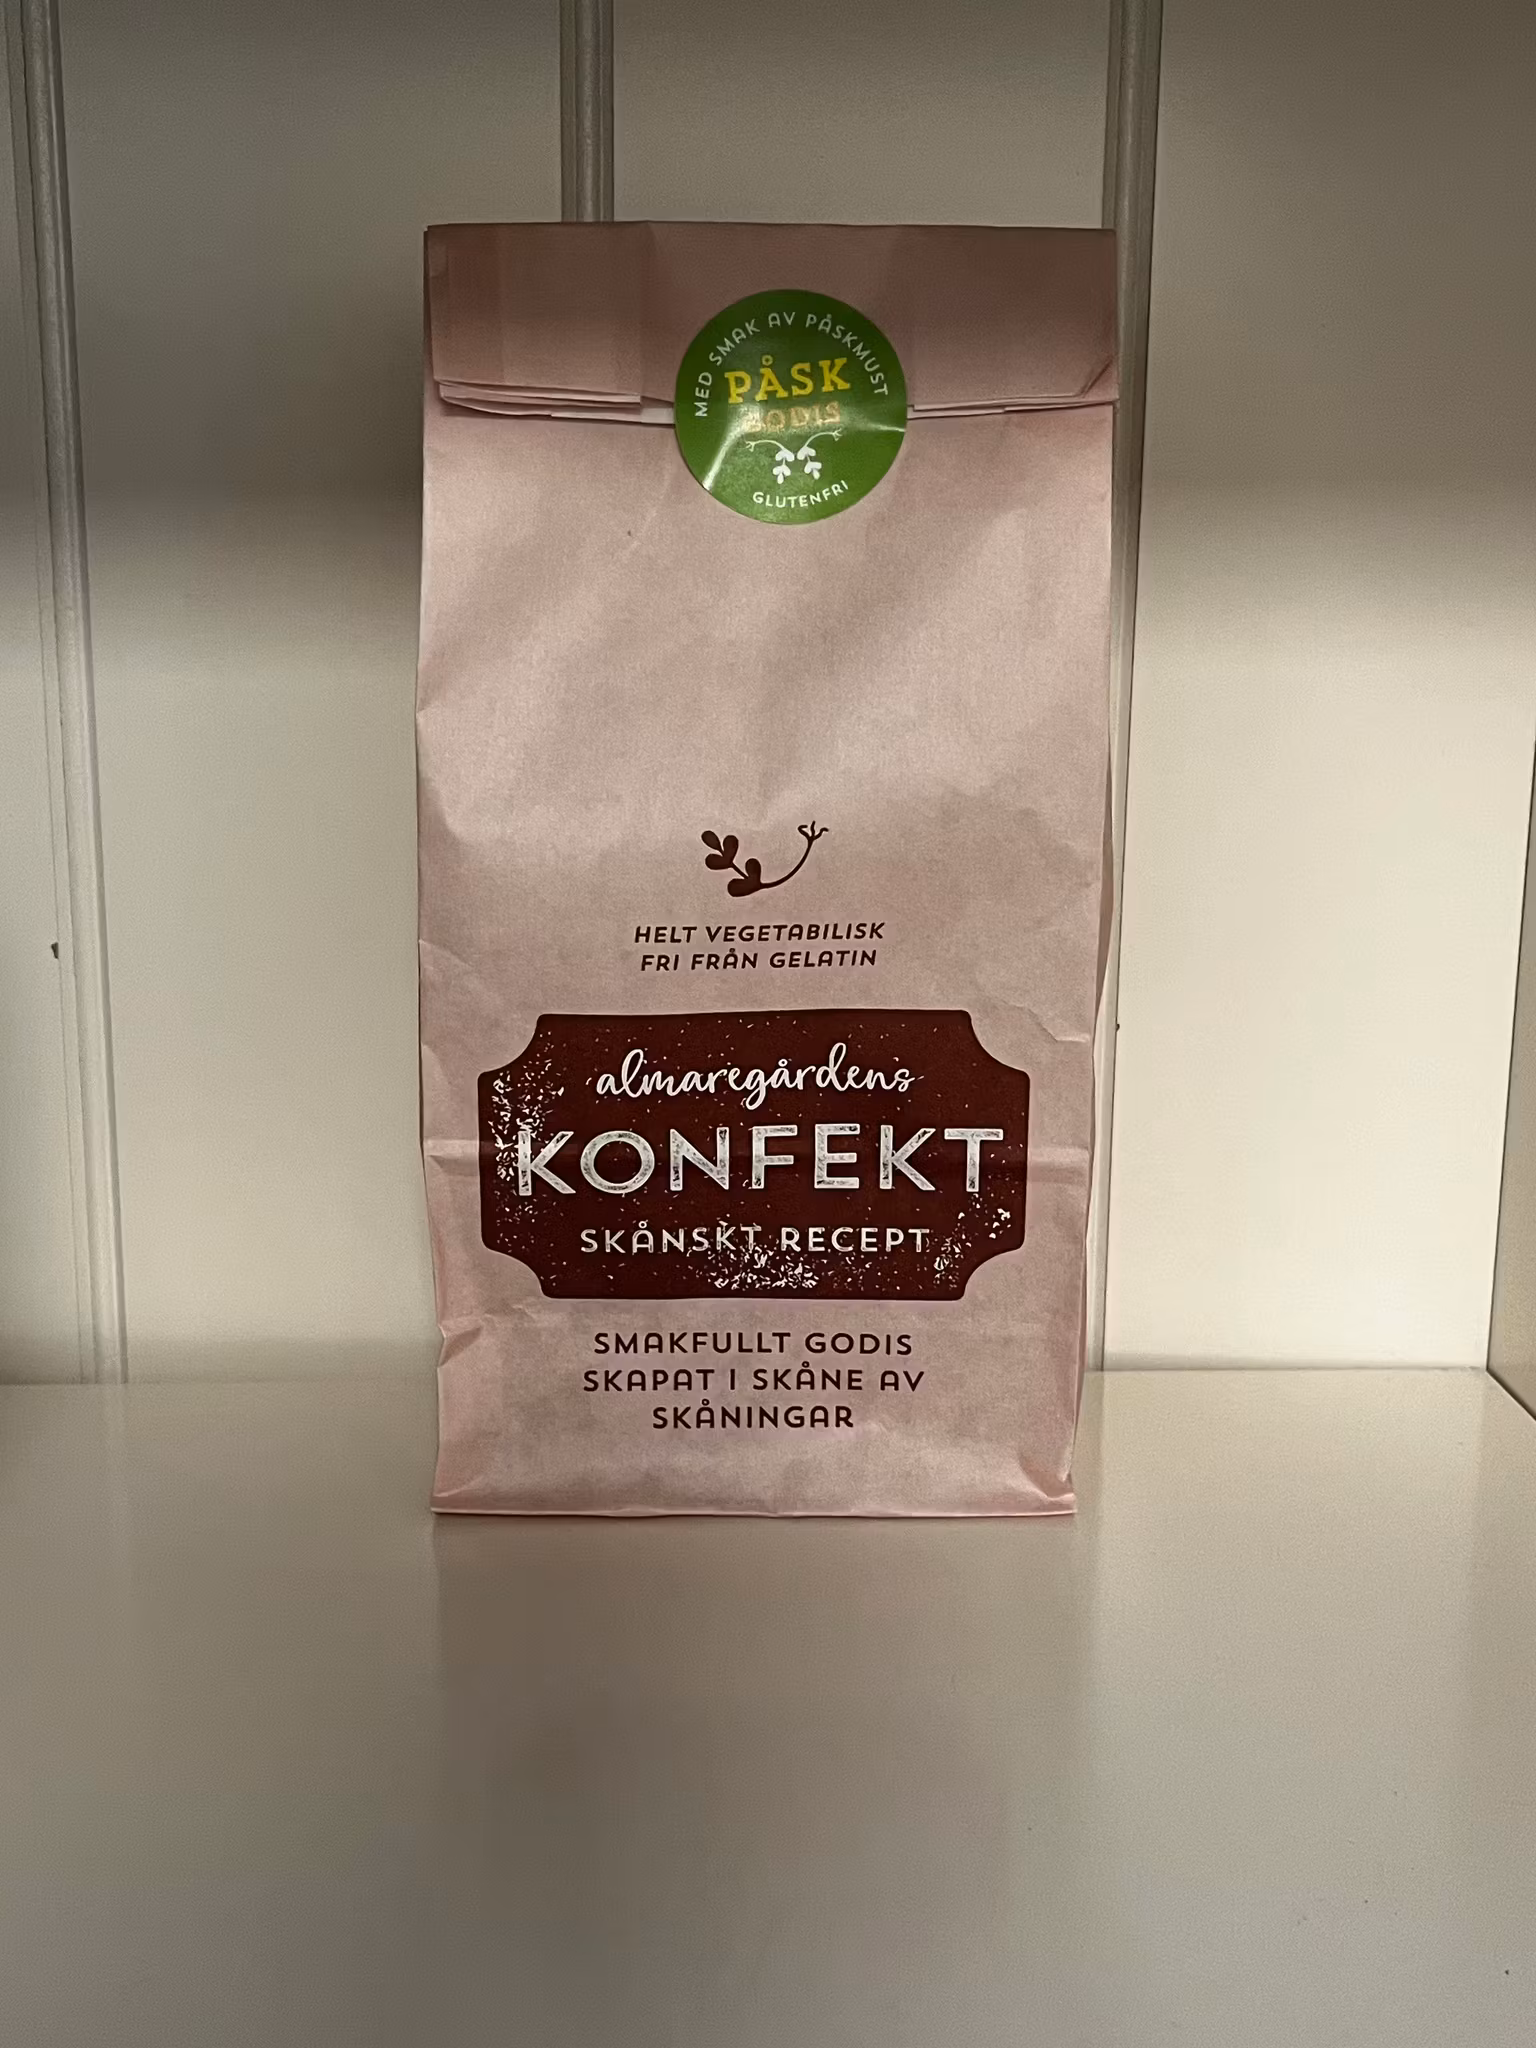 MED SMAK AV PÅSKMUST
PÅSK
GODIS
GLUTENFRI
HELT VEGETABILISK
FRI FRÅN GELATIN
almaregårdens
KONFEKT
SKÅNSKT RECEPT
SMAKFULLT GODIS
SKAPAT I SKÅNE AV
SKÅNINGAR